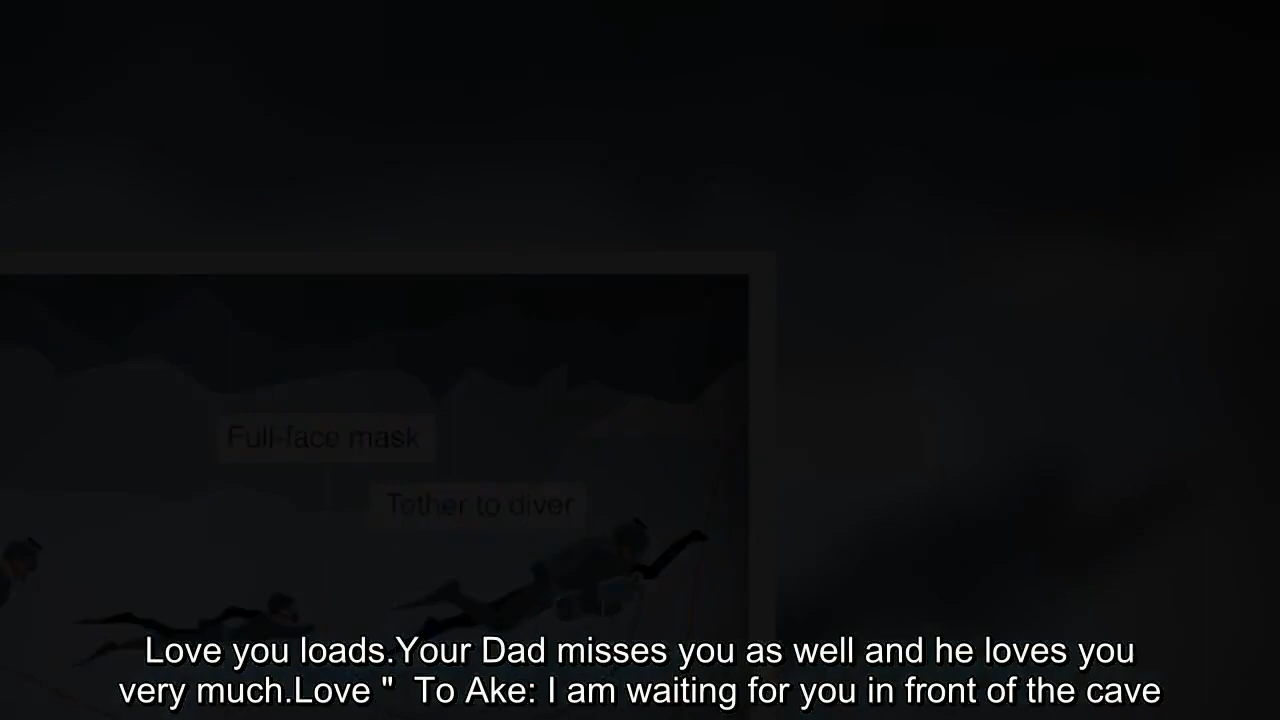 Full-face mask
Tether to diver
Love you loads.Your Dad misses you as well and he loves you
very much.Love "  To Ake: I am waiting for you in front of the cave